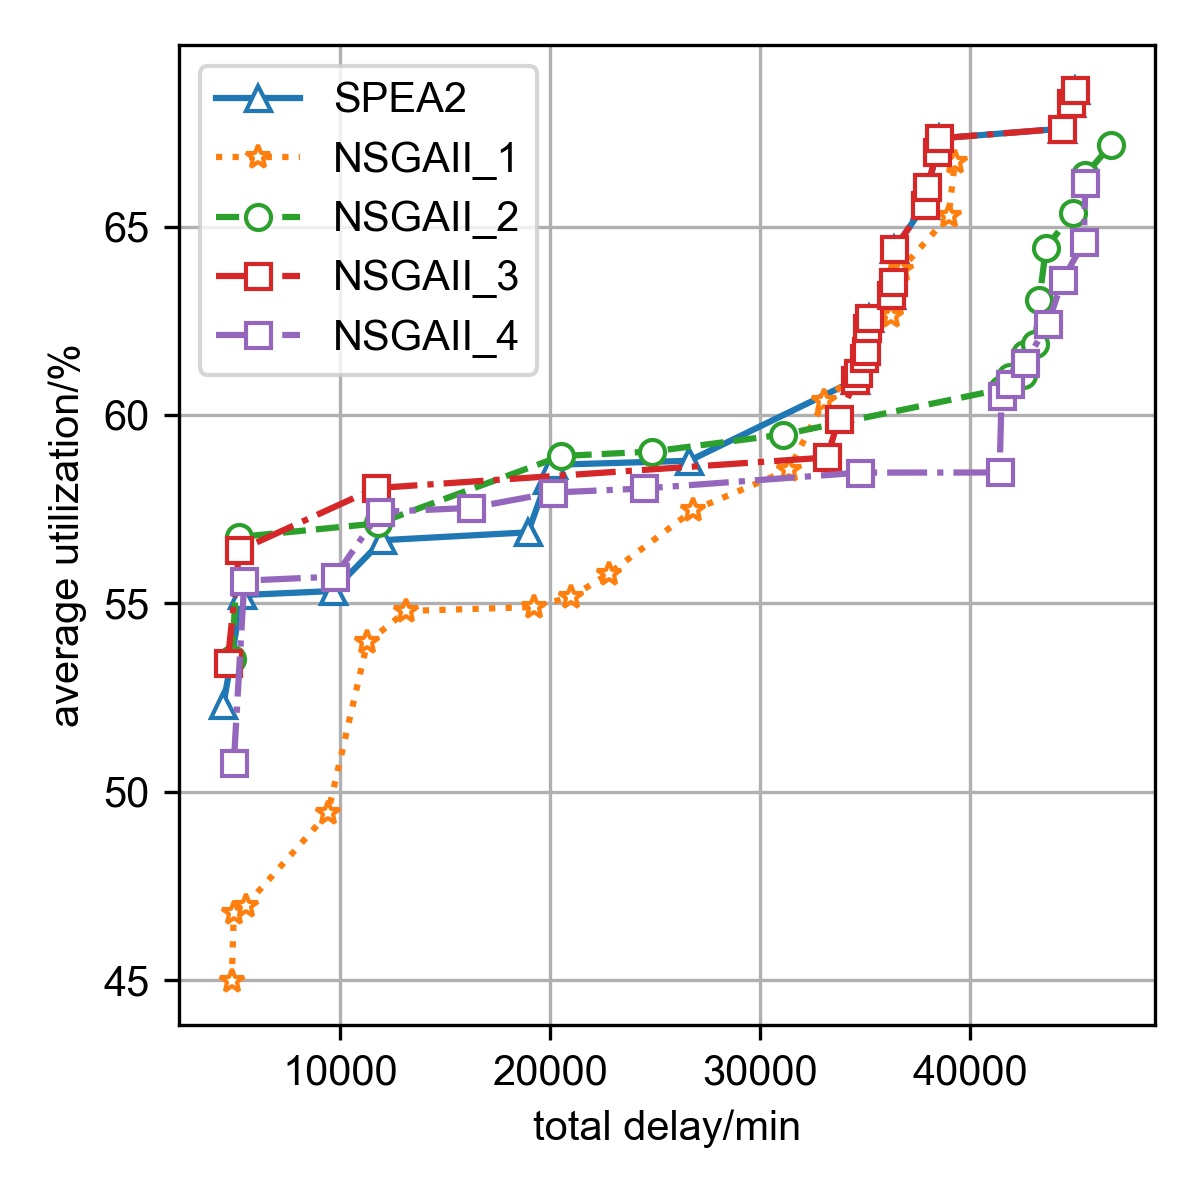 SPEA2
NSGAII_1
NSGAII_2
NSGAII_3
NSGAII_4
65
60
55
50
45
average utilization/%
10000 20000 30000 40000
total delay/min